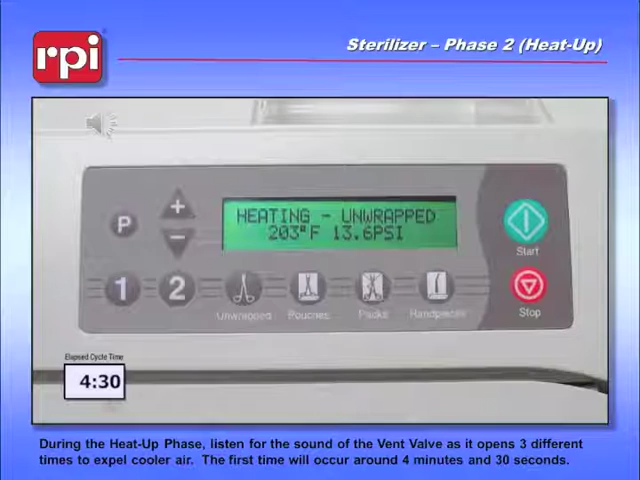 Sterilizer – Phase 2 (Heat-Up)
rpi
HEATING - UNWRAPPED
203°F 13.6PSI
P
+
−
Start
1 2
Unwrapped Pouches Packs Handpieces
Stop
Elapsed Cycle Time
4:30
During the Heat-Up Phase, listen for the sound of the Vent Valve as it opens 3 different
times to expel cooler air. The first time will occur around 4 minutes and 30 seconds.